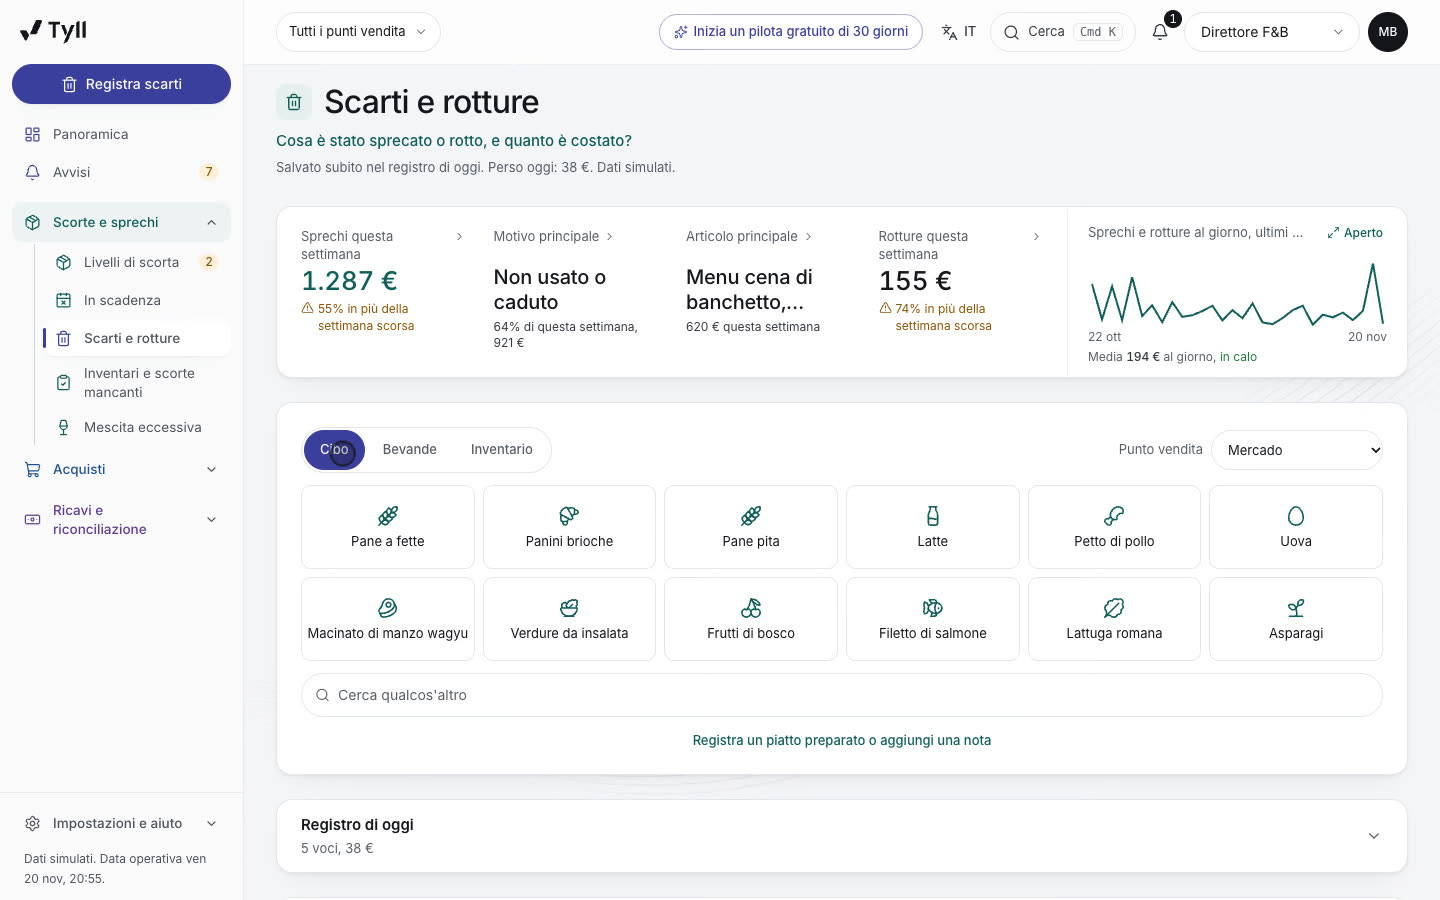 Tyll
Tutti i punti vendita
Inizia un pilota gratuito di 30 giorni
IT
Cerca
Cmd K
1
Direttore F&B
MB
Registra scarti
Panoramica
Avvisi
7
Scorte e sprechi
Livelli di scorta
2
In scadenza
Scarti e rotture
Inventari e scorte
mancanti
Mescita eccessiva
Acquisti
Ricavi e
riconciliazione
Impostazioni e aiuto
Dati simulati. Data operativa ven
20 nov, 20:55.
Scarti e rotture
Cosa è stato sprecato o rotto, e quanto è costato?
Salvato subito nel registro di oggi. Perso oggi: 38 €. Dati simulati.
Sprechi questa
settimana
1.287 €
55% in più della
settimana scorsa
Motivo principale
Non usato o
caduto
64% di questa settimana,
921 €
Articolo principale
Menu cena di
banchetto,...
620 € questa settimana
Rotture questa
settimana
155 €
74% in più della
settimana scorsa
Sprechi e rotture al giorno, ultimi ...
Aperto
22 ott
20 nov
Media 194 € al giorno, in calo
Cibo
Bevande
Inventario
Punto vendita
Mercado
Pane a fette
Panini brioche
Pane pita
Latte
Petto di pollo
Uova
Macinato di manzo wagyu
Verdure da insalata
Frutti di bosco
Filetto di salmone
Lattuga romana
Asparagi
Cerca qualcos'altro
Registra un piatto preparato o aggiungi una nota
Registro di oggi
5 voci, 38 €